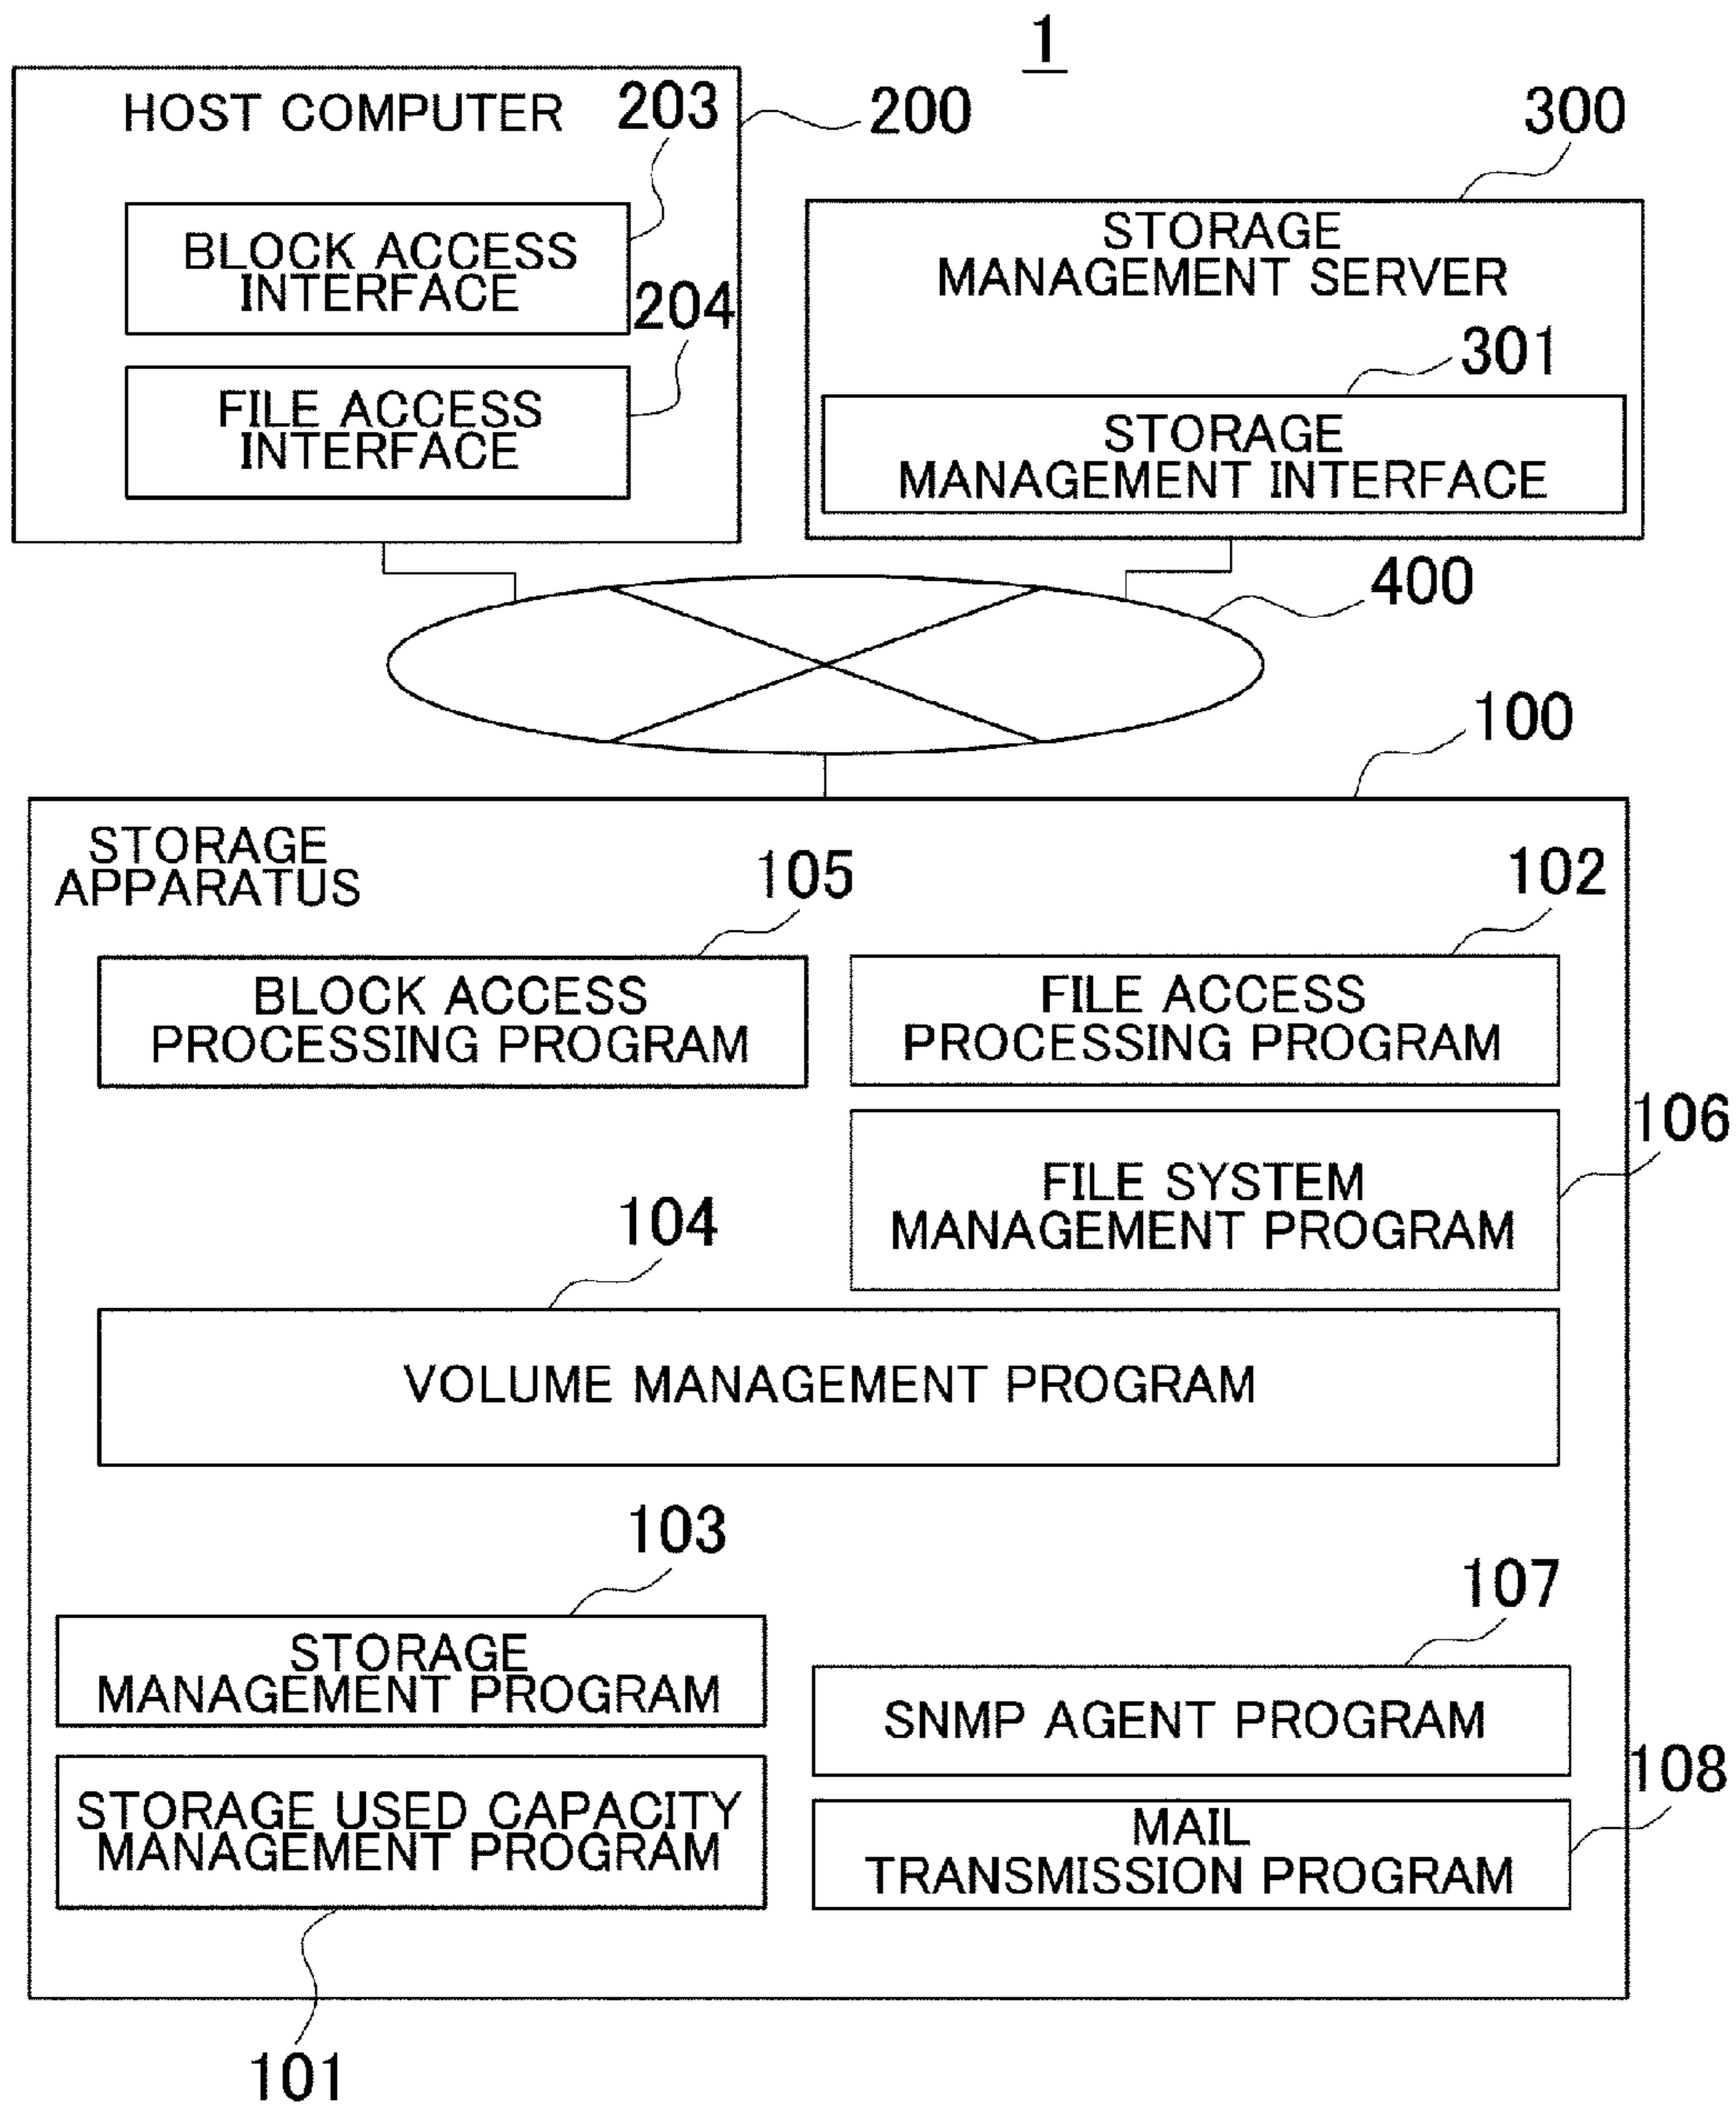 1
HOST COMPUTER
203
200
300
BLOCK ACCESS
INTERFACE
204
STORAGE
MANAGEMENT SERVER
301
FILE ACCESS
INTERFACE
STORAGE
MANAGEMENT INTERFACE
400
100
STORAGE
APPARATUS
105
102
BLOCK ACCESS
PROCESSING PROGRAM
FILE ACCESS
PROCESSING PROGRAM
106
FILE SYSTEM
MANAGEMENT PROGRAM
104
VOLUME MANAGEMENT PROGRAM
103
107
STORAGE
MANAGEMENT PROGRAM
SNMP AGENT PROGRAM
108
STORAGE USED CAPACITY
MANAGEMENT PROGRAM
MAIL
TRANSMISSION PROGRAM
101